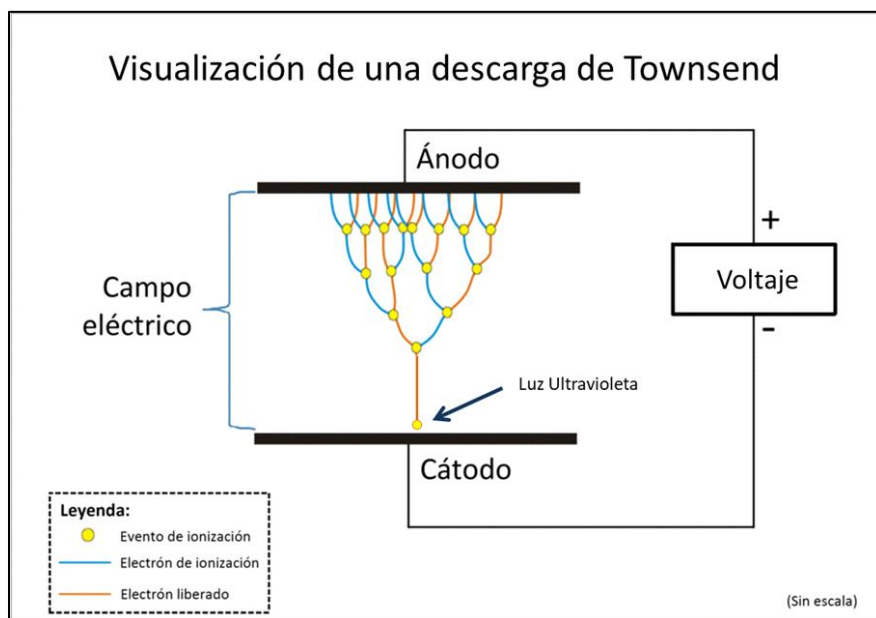 Visualización de una descarga de Townsend
Ánodo
Campo
eléctrico
+
Voltaje
-
Luz Ultravioleta
Cátodo
Leyenda:
Evento de ionización
Electrón de ionización
Electrón liberado
(Sin escala)